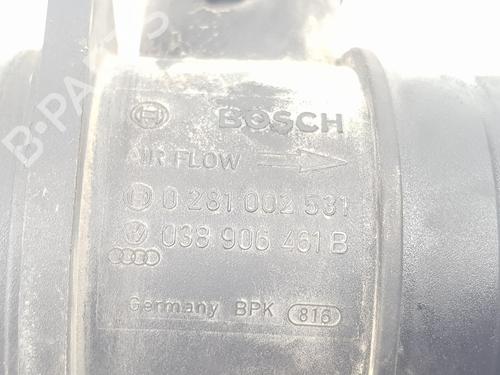 B-PARTS
BOSCH
AIR FLOW
0 281 002 531
038 906 461 B
Germany BPK 816